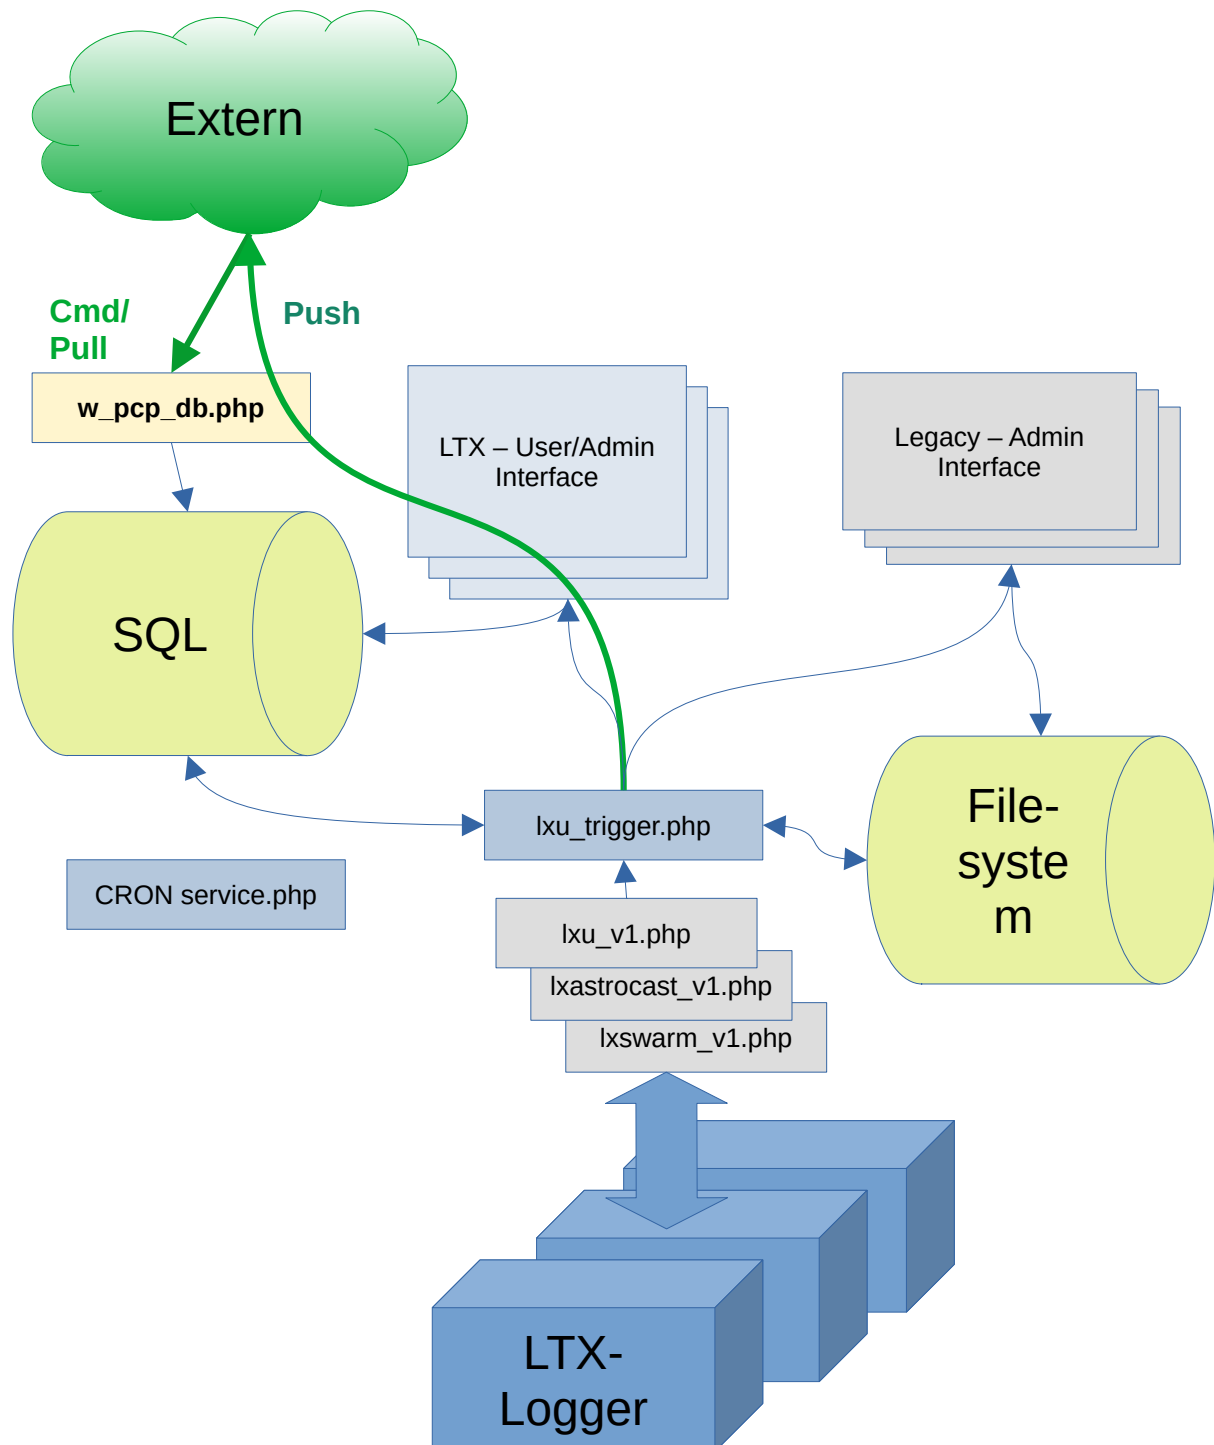 Extern
Cmd/
Pull
Push
w_pcp_db.php
LTX – User/Admin
Interface
Legacy – Admin
Interface
SQL
File-
syste
m
lxu_trigger.php
CRON service.php
lxu_v1.php
lxastrocast_v1.php
lxswarm_v1.php
LTX-
Logger